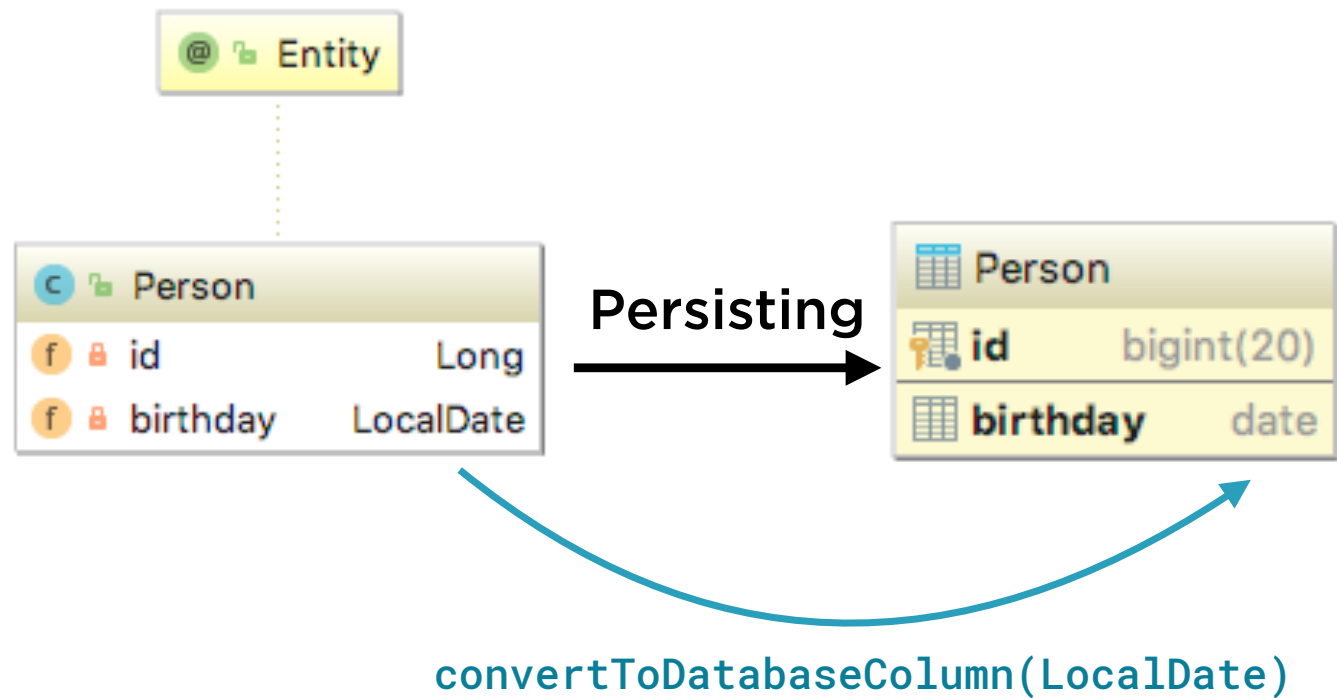 @ Entity
C Person
f id Long
f birthday LocalDate
Persisting
Person
id bigint(20)
birthday date
convertToDatabaseColumn(LocalDate)